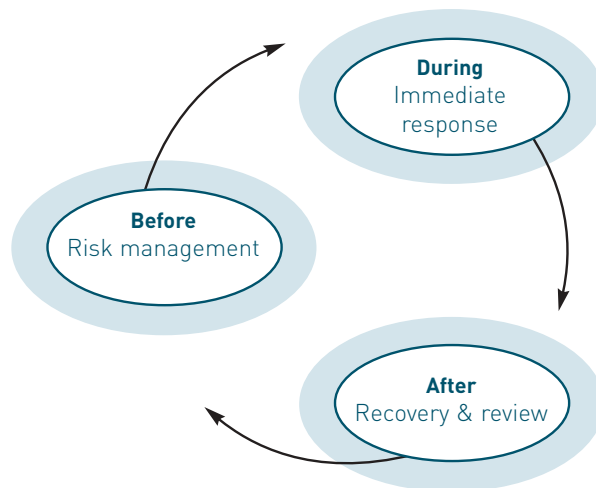 During
Immediate
response
Before
Risk management
After
Recovery & review